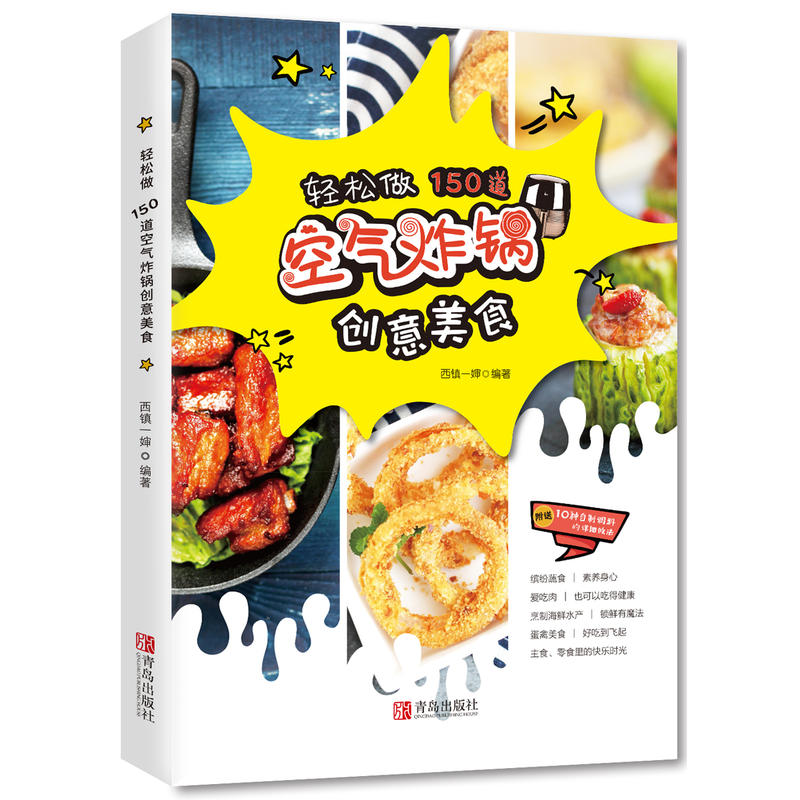 轻松做 150道
空气炸锅
创意美食
西镇一婶◎编著
附送 10种自制调料
的详细做法
缤纷蔬食 | 素养身心
爱吃肉 | 也可以吃得健康
烹制海鲜水产 | 锁鲜有魔法
蛋禽美食 | 好吃到飞起
主食、零食里的快乐时光
青岛出版社
QINGDAO PUBLISHING HOUSE
轻松做150道空气炸锅创意美食
西镇一婶◎编著
青岛出版社
QINGDAO PUBLISHING HOUSE